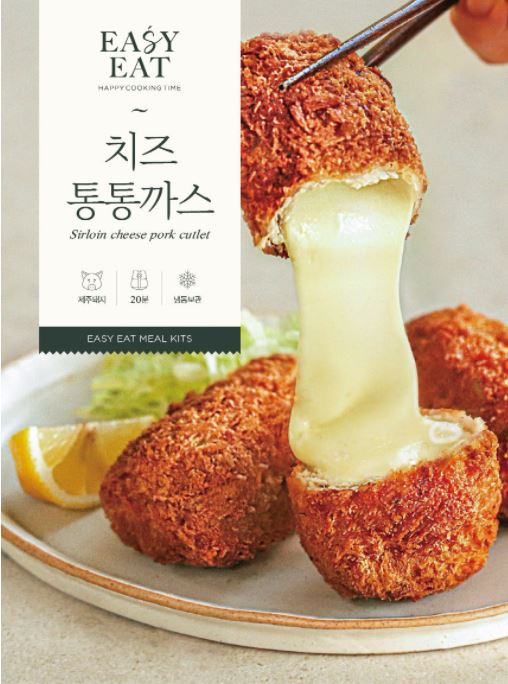 EASY
EAT
HAPPY COOKING TIME
~
치즈
통통까스
Sirloin cheese pork cutlet
제주돼지
20분
냉동보관
EASY EAT MEAL KITS